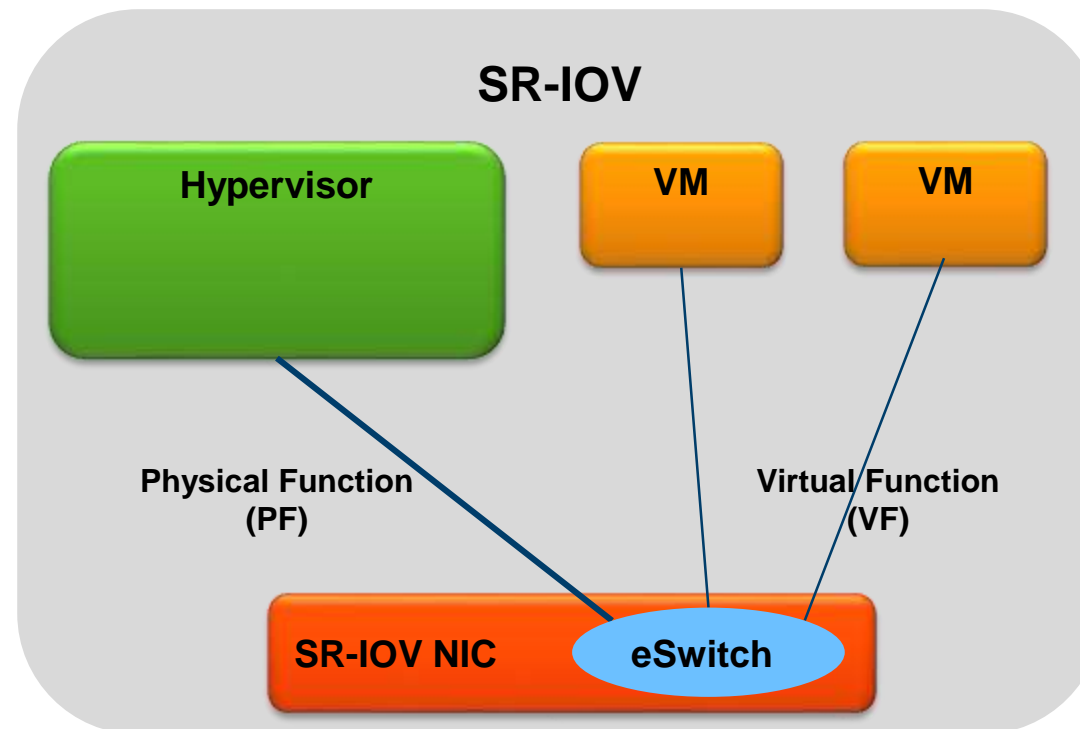 SR-IOV
Hypervisor
VM
VM
Physical Function
(PF)
Virtual Function
(VF)
SR-IOV NIC
eSwitch